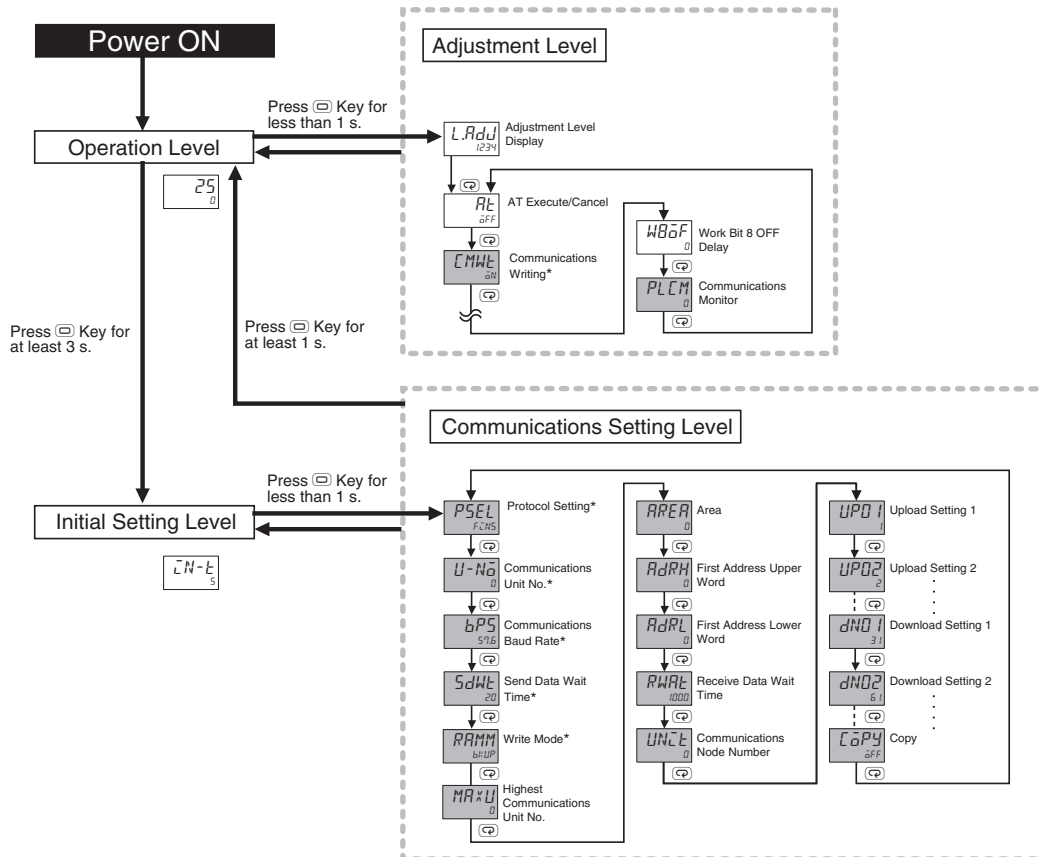 Power ON
Press Key for
less than 1 s.
Operation Level
25
0
Press Key for
at least 3 s.
Press Key for
at least 1 s.
Press Key for
less than 1 s.
Initial Setting Level
IN-t
5
Adjustment Level
L.AdJ
1234
Adjustment Level
Display
At
oFF
AT Execute/Cancel
CMWt
oN
Communications
Writing*
W8oF
0
Work Bit 8 OFF
Delay
PLCM
0
Communications
Monitor
Communications Setting Level
PSEL
FINS
Protocol Setting*
U-No
0
Communications
Unit No.*
bPS
57.6
Communications
Baud Rate*
SdWt
20
Send Data Wait
Time*
RAMM
bKUP
Write Mode*
MAXU
0
Highest
Communications
Unit No.
AREA
0
Area
AdRH
0
First Address Upper
Word
AdRL
0
First Address Lower
Word
RWAt
1000
Receive Data Wait
Time
UNIt
0
Communications
Node Number
UP01
1
Upload Setting 1
UP02
2
Upload Setting 2
dN01
31
Download Setting 1
dN02
61
Download Setting 2
CoPY
oFF
Copy